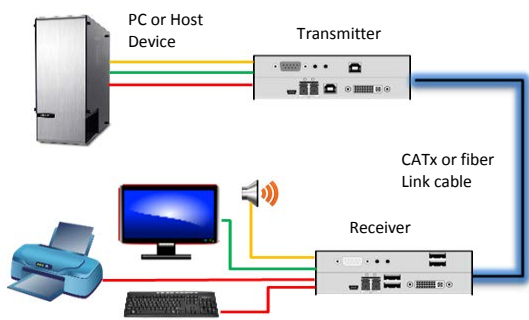 PC or Host
Device
Transmitter
CATx or fiber
Link cable
Receiver